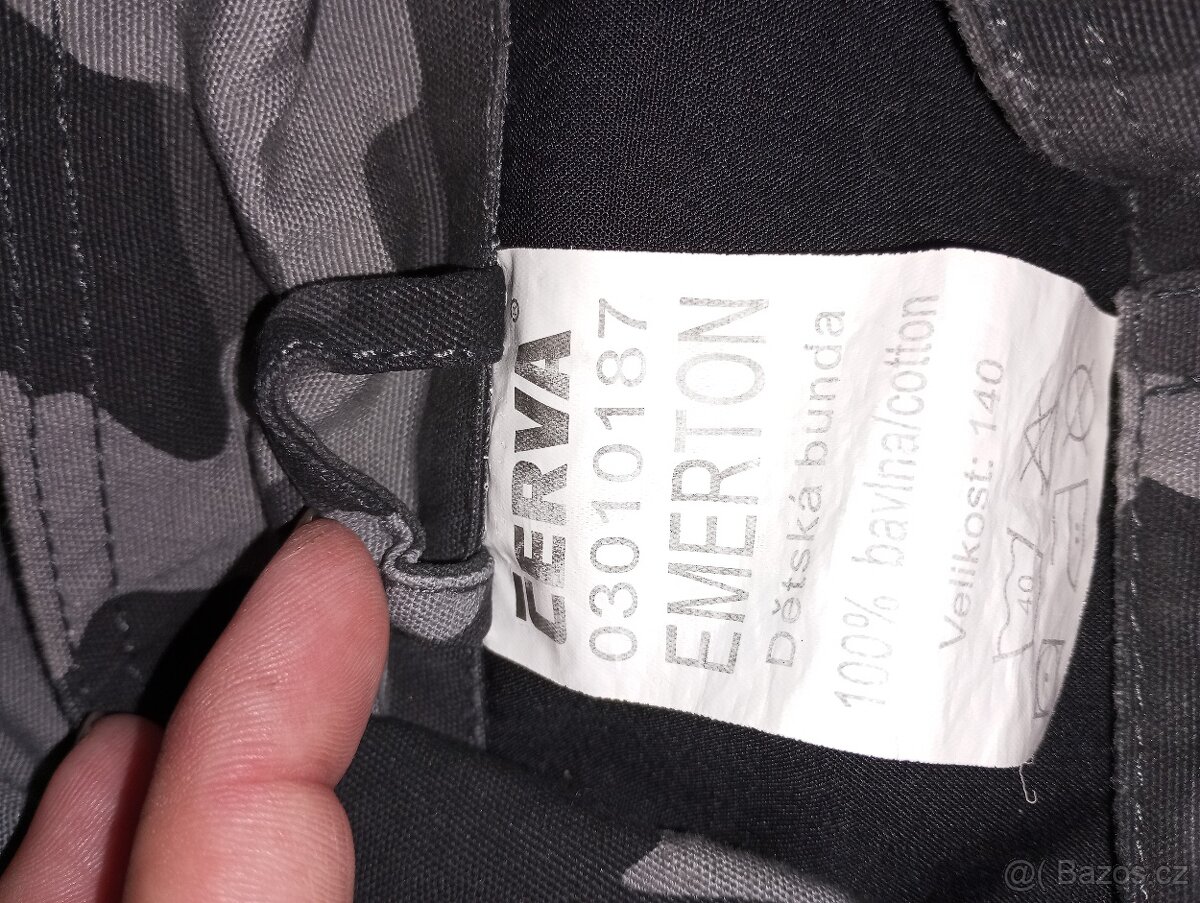 ČERVA®
03010187
EMERTON
Dětská bunda
100% bavlna/cotton
Velikost: 140
40
@( Bazos.cz